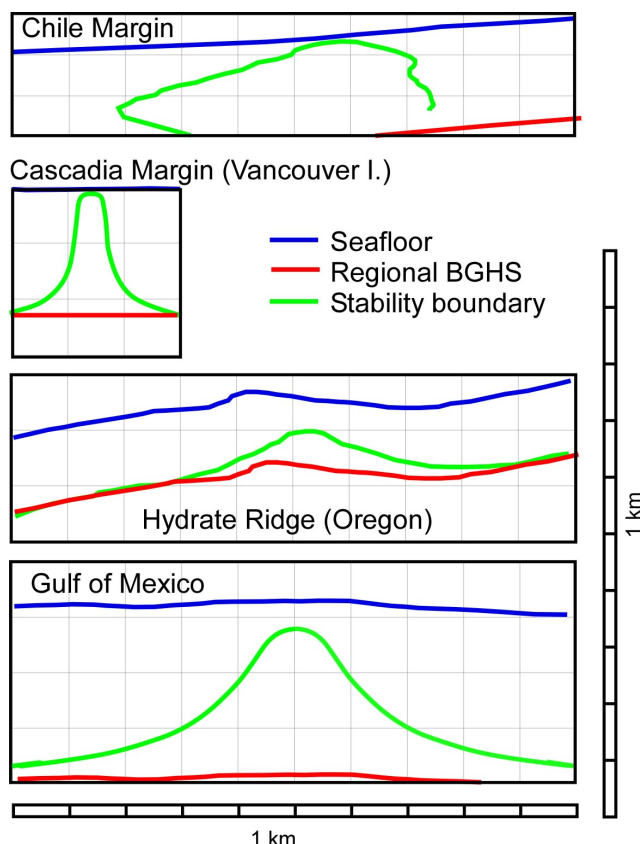 Chile Margin
Cascadia Margin (Vancouver I.)
Seafloor
Regional BGHS
Stability boundary
Hydrate Ridge (Oregon)
1 km
Gulf of Mexico
1 km